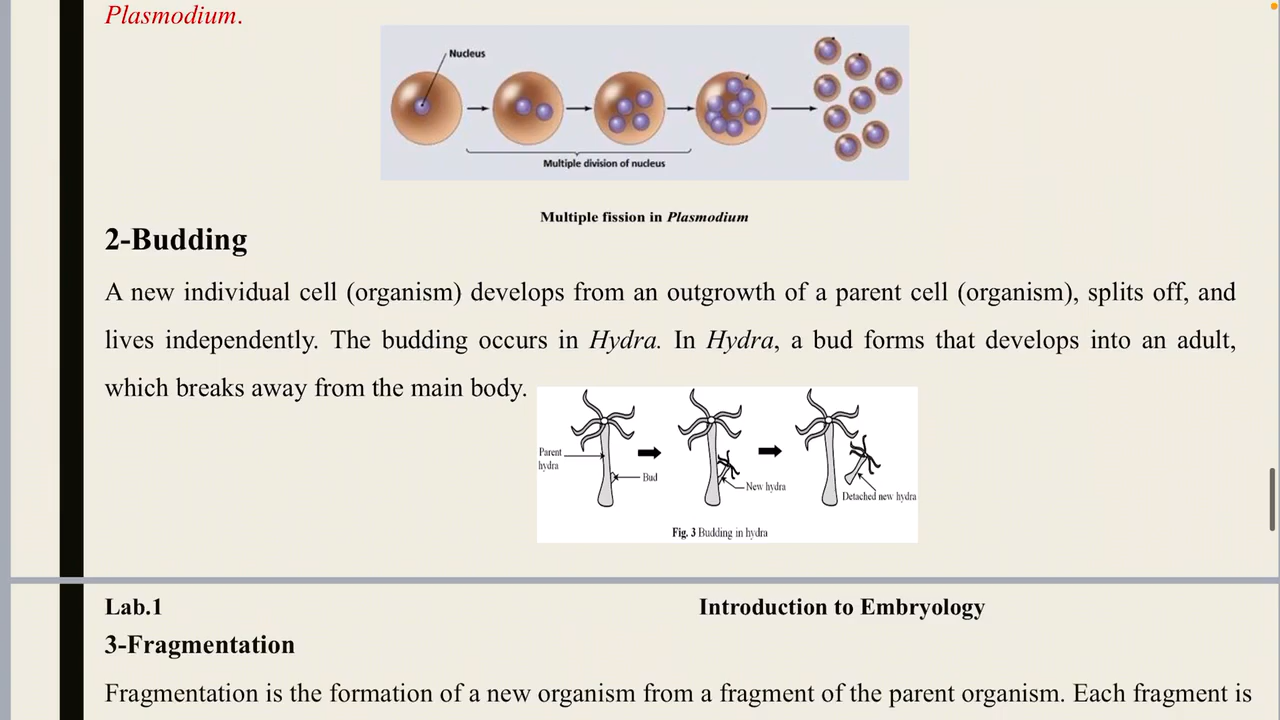 Plasmodium.
Nucleus
Multiple division of nucleus
Multiple fission in Plasmodium
2-Budding
A new individual cell (organism) develops from an outgrowth of a parent cell (organism), splits off, and
lives independently. The budding occurs in Hydra. In Hydra, a bud forms that develops into an adult,
which breaks away from the main body.
Parent
hydra
Bud
New hydra
Detached new hydra
Fig. 3 Budding in hydra
Lab.1 Introduction to Embryology
3-Fragmentation
Fragmentation is the formation of a new organism from a fragment of the parent organism. Each fragment is